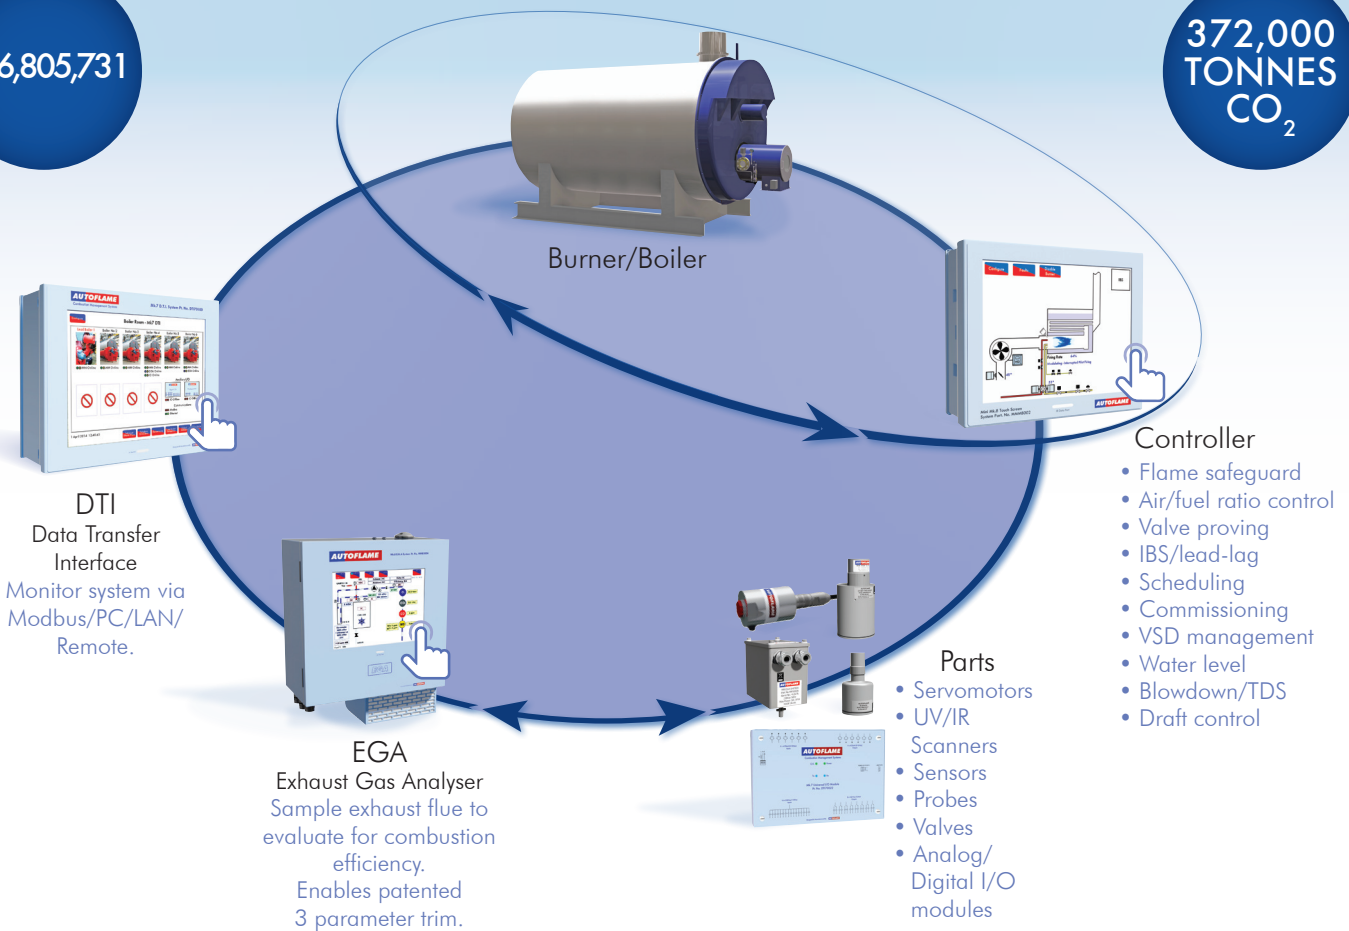 6,805,731
372,000
TONNES
CO₂
Burner/Boiler
AUTOFLAME
AUTOFLAME
Controller
• Flame safeguard
• Air/fuel ratio control
• Valve proving
• IBS/lead-lag
• Scheduling
• Commissioning
• VSD management
• Water level
• Blowdown/TDS
• Draft control
DTI
Data Transfer
Interface
Monitor system via
Modbus/PC/LAN/
Remote.
AUTOFLAME
EGA
Exhaust Gas Analyser
Sample exhaust flue to
evaluate for combustion
efficiency.
Enables patented
3 parameter trim.
AUTOFLAME
Parts
• Servomotors
• UV/IR
Scanners
• Sensors
• Probes
• Valves
• Analog/
Digital I/O
modules